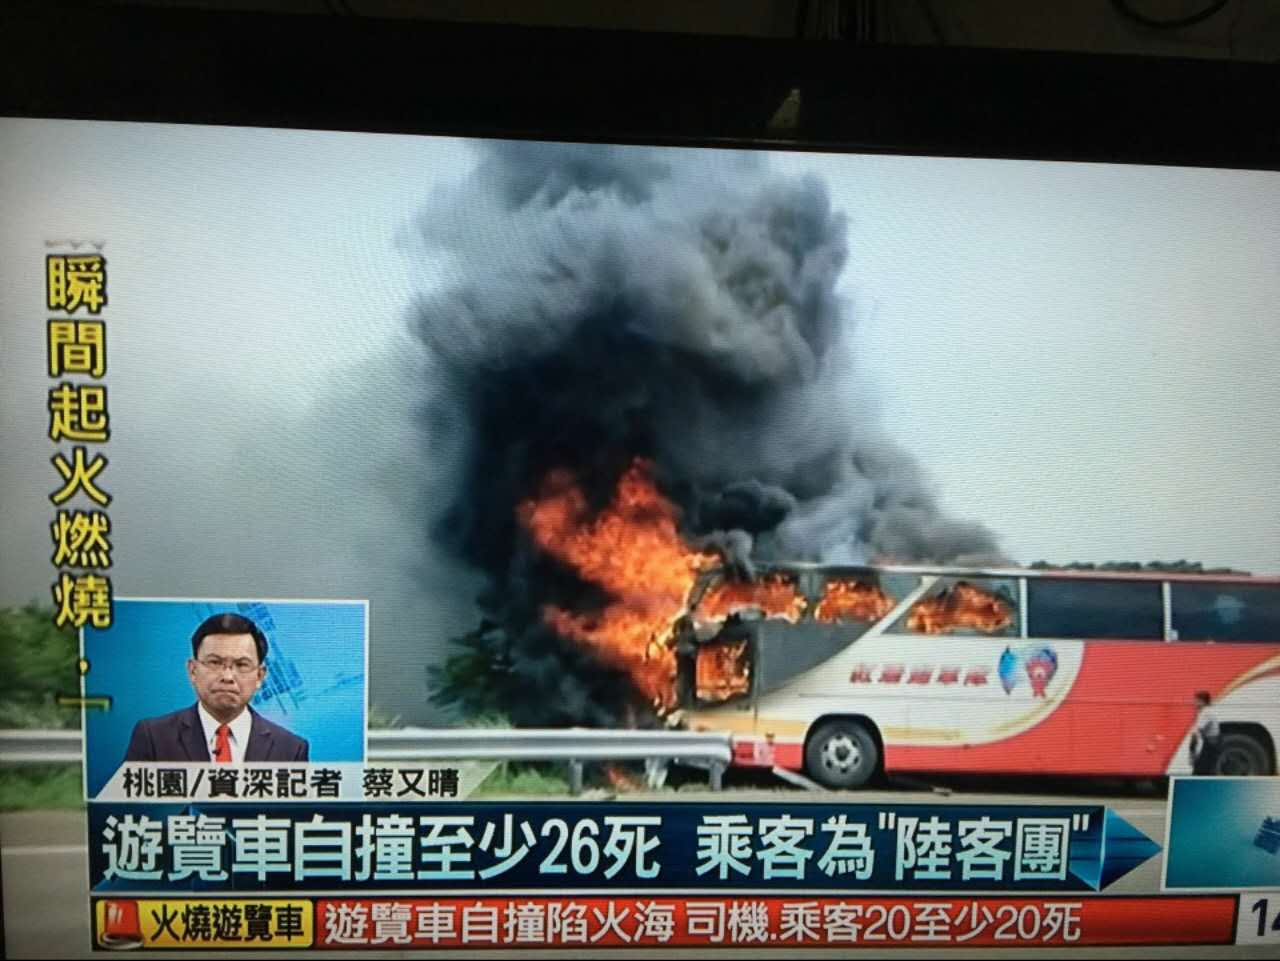 瞬間起火燃燒
桃園/資深記者 蔡又晴
遊覽車自撞至少26死 乘客為"陸客團"
火燒遊覽車
遊覽車自撞陷火海 司機.乘客20至少20死